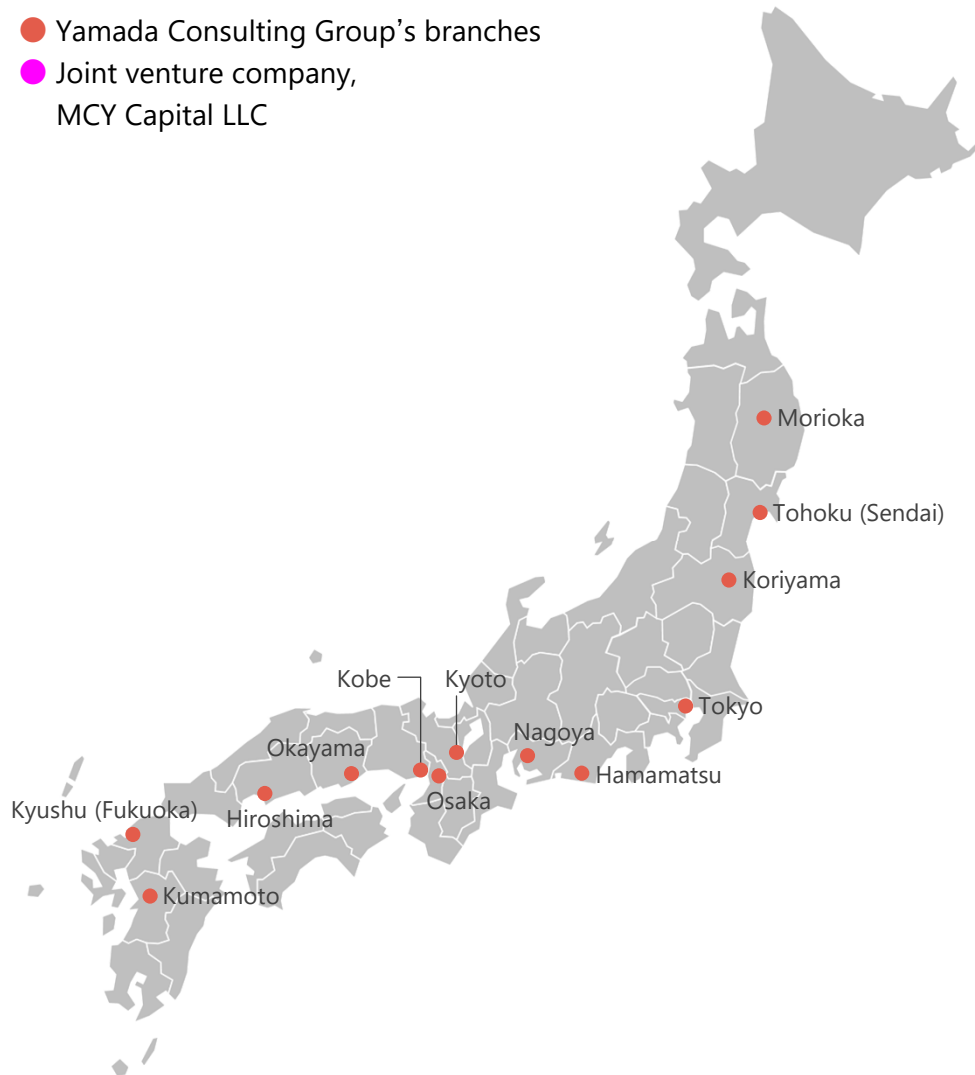 Yamada Consulting Group’s branches
Joint venture company,
MCY Capital LLC
Morioka
Tohoku (Sendai)
Koriyama
Kobe
Kyoto
Tokyo
Nagoya
Okayama
Hamamatsu
Osaka
Kyushu (Fukuoka)
Hiroshima
Kumamoto